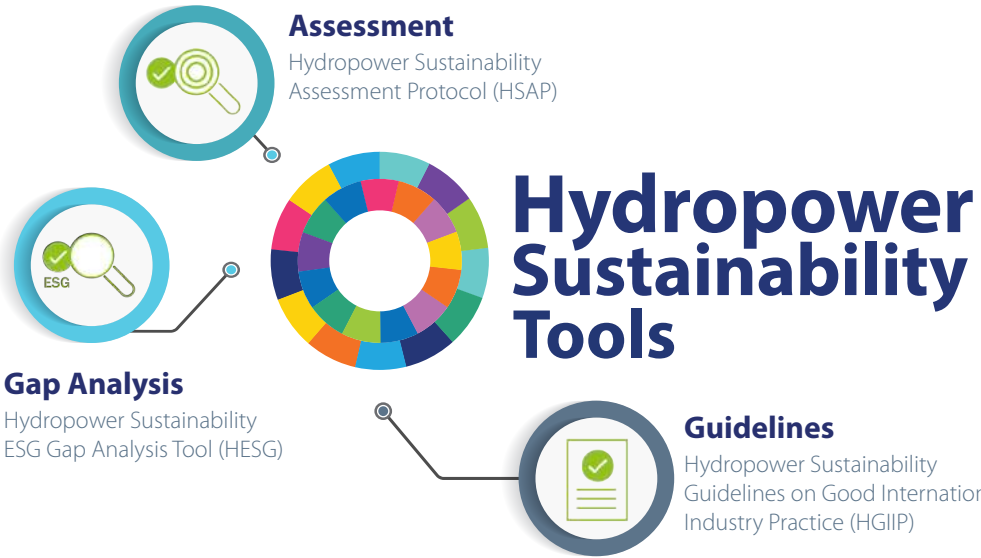 Assessment
Hydropower Sustainability
Assessment Protocol (HSAP)
Hydropower
Sustainability
Tools
ESG
Gap Analysis
Hydropower Sustainability
ESG Gap Analysis Tool (HESG)
Guidelines
Hydropower Sustainability
Guidelines on Good Internation
Industry Practice (HGIIP)